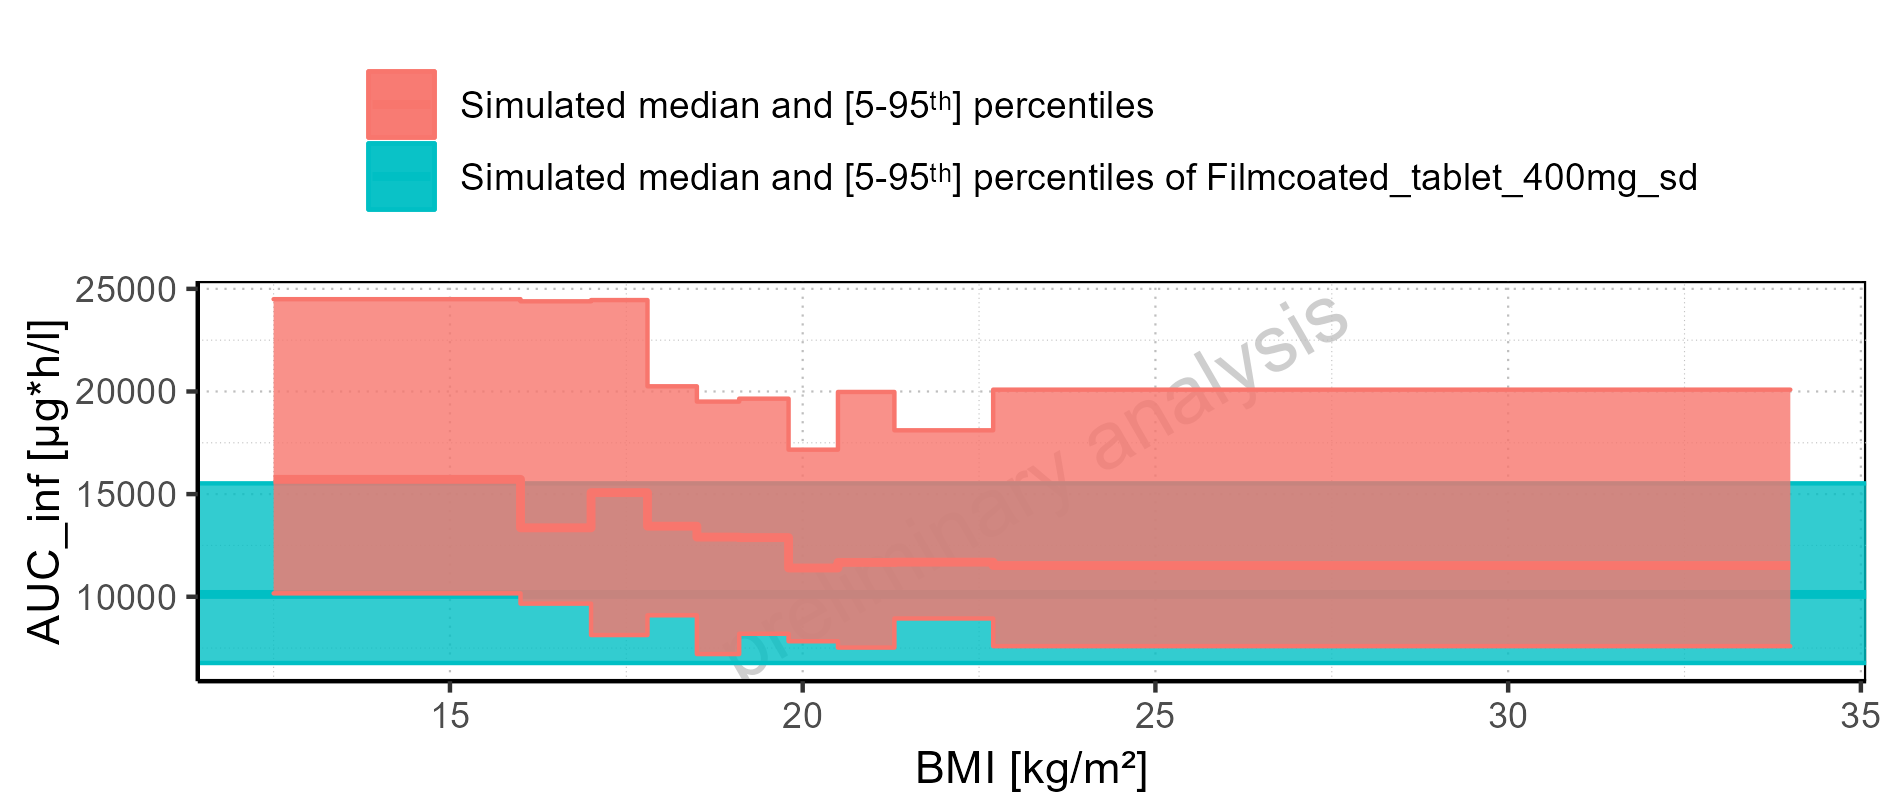 Simulated median and [5-95ᵗʰ] percentiles
Simulated median and [5-95ᵗʰ] percentiles of Filmcoated_tablet_400mg_sd
AUC_inf [µg*h/l]
25000
20000
15000
10000
preliminary analysis
15 20 25 30 35
BMI [kg/m²]